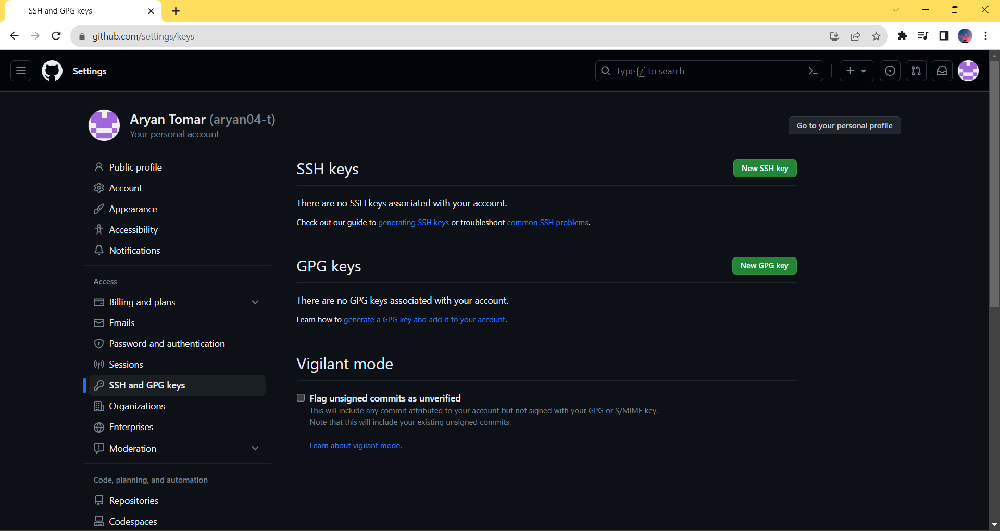 SSH and GPG keys
github.com/settings/keys
Settings
Type / to search
Aryan Tomar (aryan04-t)
Your personal account
Go to your personal profile
Public profile
Account
Appearance
Accessibility
Notifications
Access
Billing and plans
Emails
Password and authentication
Sessions
SSH and GPG keys
Organizations
Enterprises
Moderation
Code, planning, and automation
Repositories
Codespaces
SSH keys
New SSH key
There are no SSH keys associated with your account.
Check out our guide to generating SSH keys or troubleshoot common SSH problems.
GPG keys
New GPG key
There are no GPG keys associated with your account.
Learn how to generate a GPG key and add it to your account.
Vigilant mode
Flag unsigned commits as unverified
This will include any commit attributed to your account but not signed with your GPG or S/MIME key.
Note that this will include your existing unsigned commits.
Learn about vigilant mode.